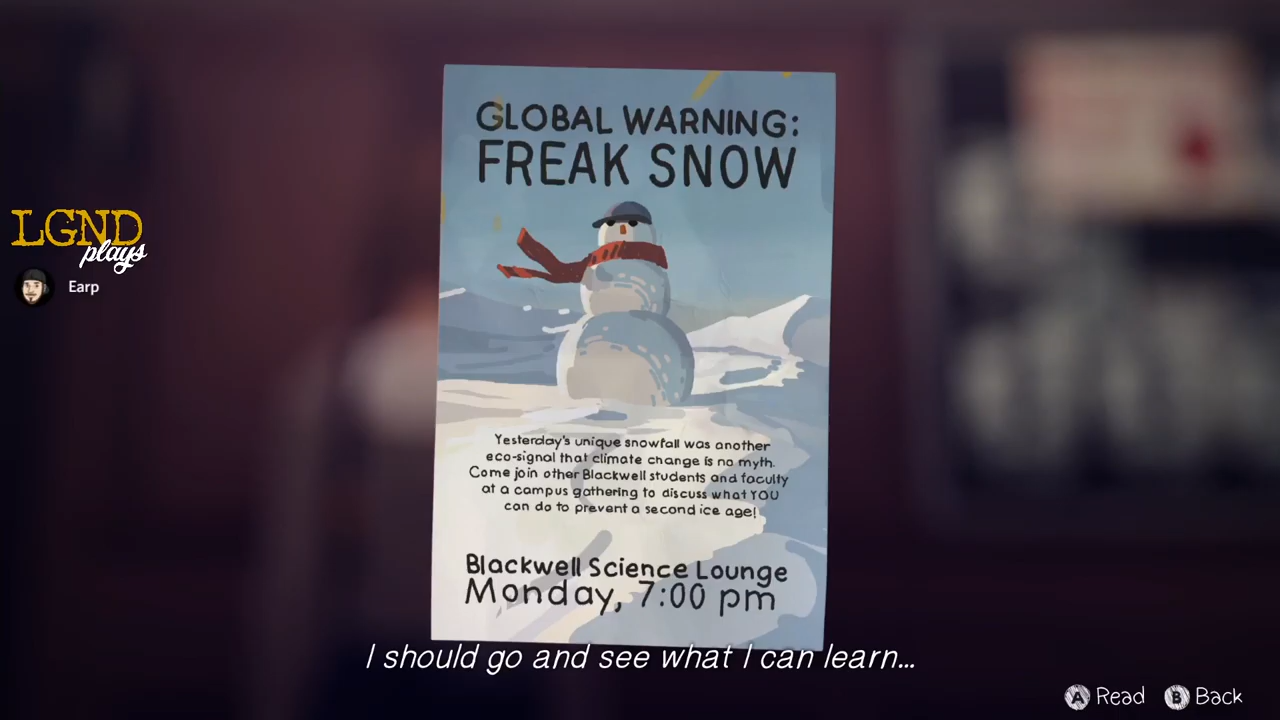 GLOBAL WARNING:
FREAK SNOW
LGND
plays
Earp
Yesterday's unique snowfall was another
eco-signal that climate change is no myth.
Come join other Blackwell students and faculty
at a campus gathering to discuss what YOU
can do to prevent a second ice age!
Blackwell Science Lounge
Monday, 7:00 pm
I should go and see what I can learn...
A Read B Back